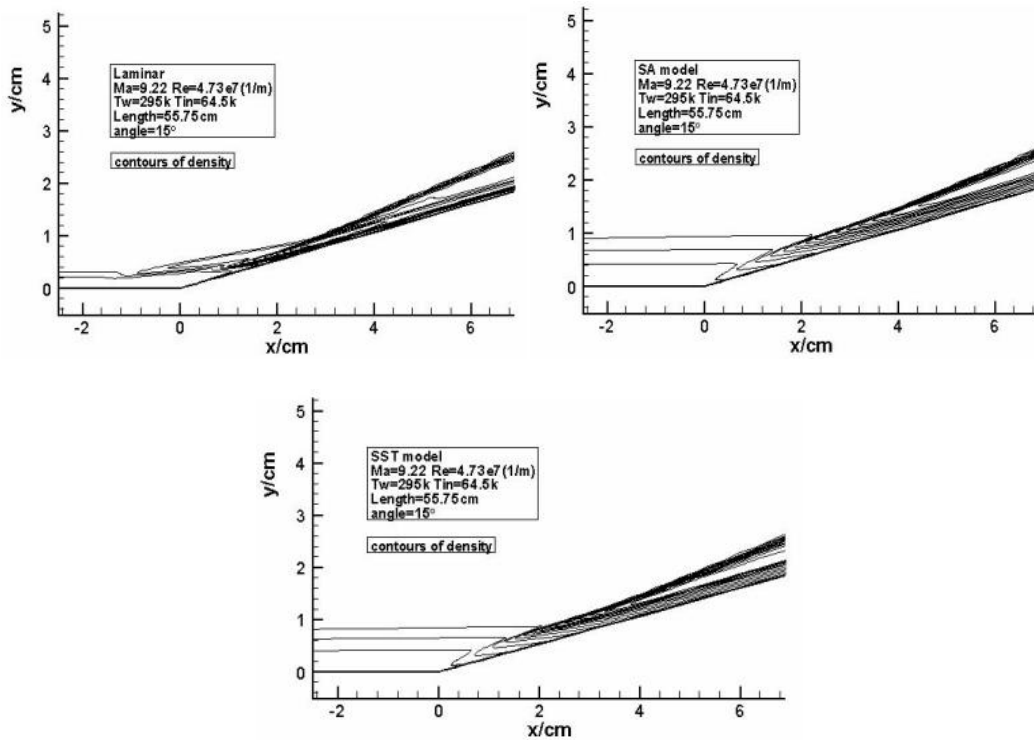 5
4
3
2
1
0
y/cm
Laminar
Ma=9.22 Re=4.73e7(1/m)
Tw=295k Tin=64.5k
Length=55.75cm
angle=15°
contours of density
-2
0
2
4
6
x/cm
5
4
3
2
1
0
y/cm
SA model
Ma=9.22 Re=4.73e7(1/m)
Tw=295k Tin=64.5k
Length=55.75cm
angle=15°
contours of density
-2
0
2
4
6
x/cm
5
4
3
2
1
0
y/cm
SST model
Ma=9.22 Re=4.73e7(1/m)
Tw=295k Tin=64.5k
Length=55.75cm
angle=15°
contours of density
-2
0
2
4
6
x/cm